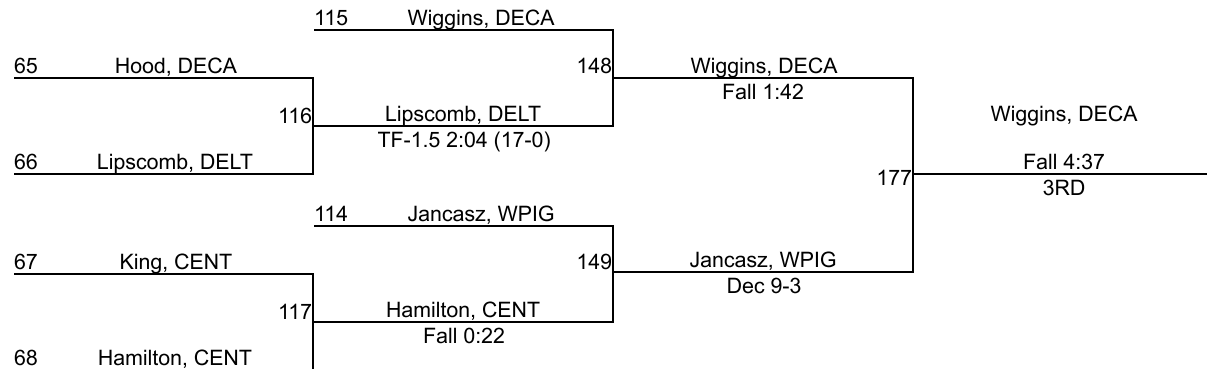 115 Wiggins, DECA
65 Hood, DECA
148 Wiggins, DECA
Fall 1:42
116 Lipscomb, DELT
TF-1.5 2:04 (17-0)
Wiggins, DECA
66 Lipscomb, DELT
Fall 4:37
177
3RD
114 Jancasz, WPIG
67 King, CENT
149 Jancasz, WPIG
Dec 9-3
117 Hamilton, CENT
Fall 0:22
68 Hamilton, CENT